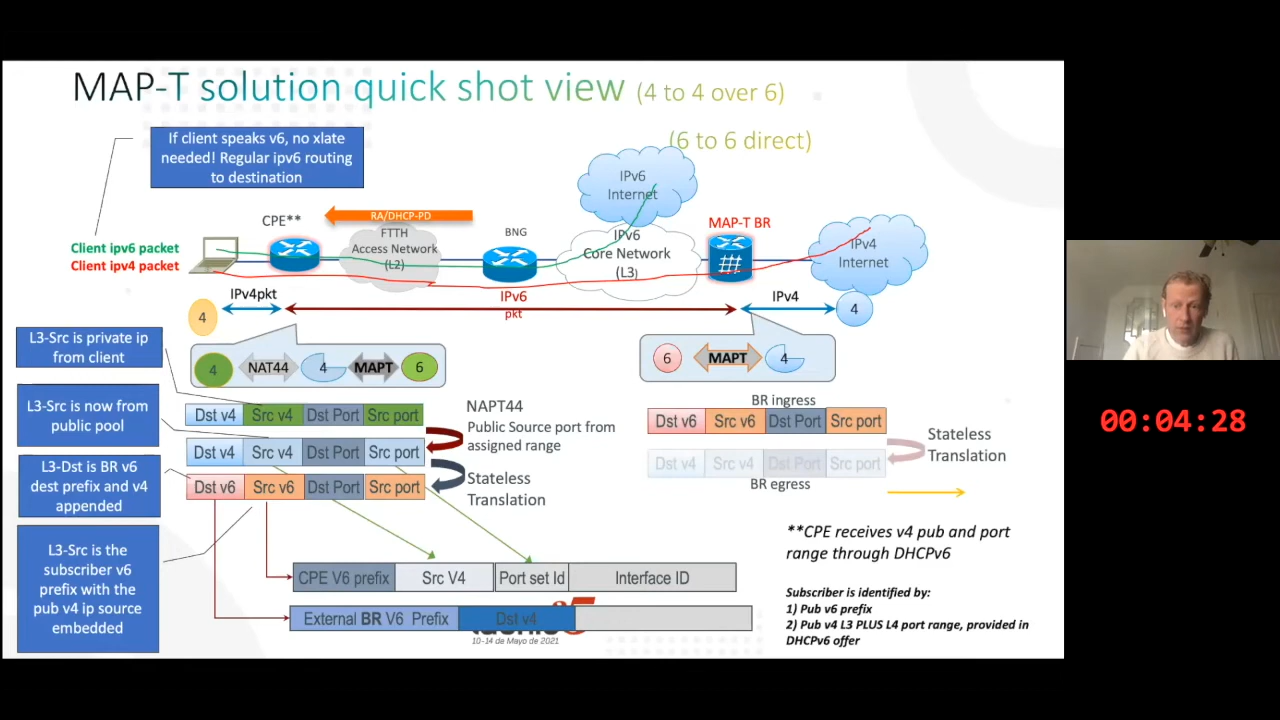 MAP-T solution quick shot view (4 to 4 over 6)
(6 to 6 direct)
If client speaks v6, no xlate
needed! Regular ipv6 routing
to destination
IPv6
Internet
CPE**
RA/DHCP-PD
FTTH
Access Network
(L2)
BNG
IPv6
Core Network
(L3)
MAP-T BR
IPv4
Internet
Client ipv6 packet
Client ipv4 packet
4
IPv4pkt
IPv6
pkt
IPv4
4
L3-Src is private ip
from client
4
NAT44
4
MAPT
6
6
MAPT
4
L3-Src is now from
public pool
Dst v4
Src v4
Dst Port
Src port
NAPT44
Public Source port from
assigned range
Dst v4
Src v4
Dst Port
Src port
BR ingress
Dst v6
Src v6
Dst Port
Src port
Stateless
Translation
Dst v4
Src v4
Dst Port
Src port
BR egress
L3-Dst is BR v6
dest prefix and v4
appended
Dst v6
Src v6
Dst Port
Src port
Stateless
Translation
L3-Src is the
subscriber v6
prefix with the
pub v4 ip source
embedded
CPE V6 prefix
Src V4
Port set Id
Interface ID
External BR V6 Prefix
Dst v4
10-14 de Mayo de 2021
**CPE receives v4 pub and port
range through DHCPv6
Subscriber is identified by:
1) Pub v6 prefix
2) Pub v4 L3 PLUS L4 port range, provided in
DHCPv6 offer
00:04:28